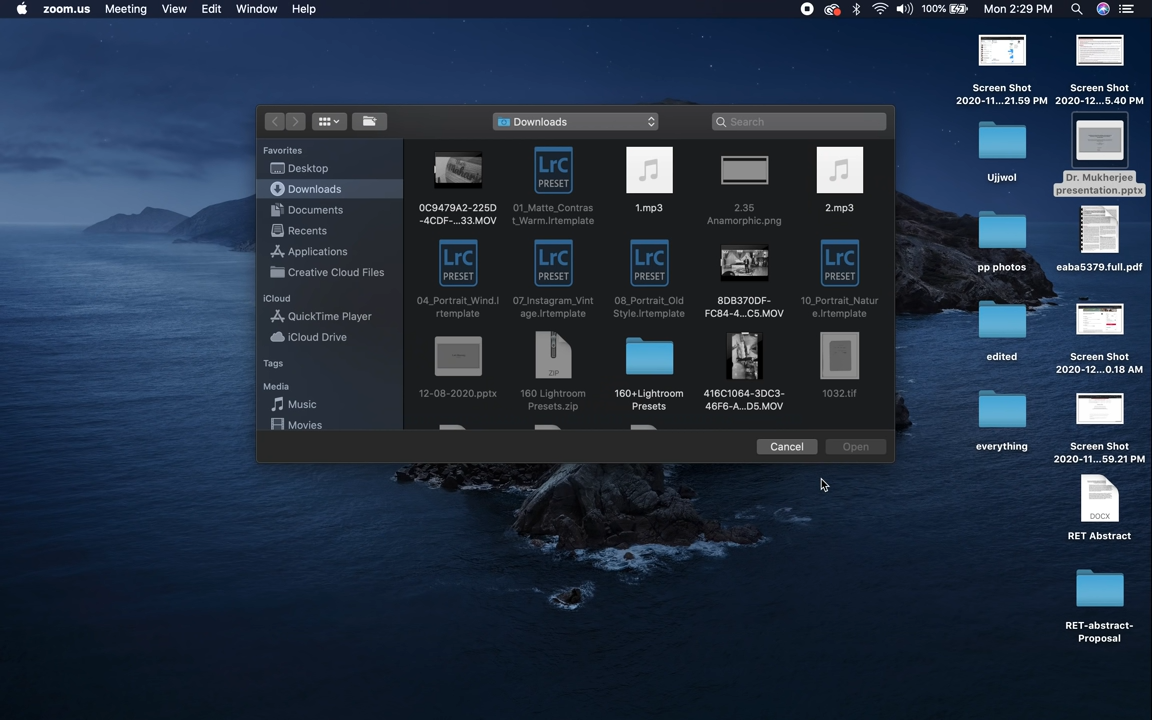 zoom.us Meeting View Edit Window Help 100% Mon 2:29 PM
Downloads Search
Favorites
Desktop
Downloads
Documents
Recents
Applications
Creative Cloud Files
iCloud
QuickTime Player
iCloud Drive
Tags
Media
Music
Movies
0C9479A2-225D
-4CDF-...33.MOV
LrC
PRESET
01_Matte_Contras
t_Warm.lrtemplate
1.mp3
2.35
Anamorphic.png
2.mp3
LrC
PRESET
04_Portrait_Wind.l
rtemplate
LrC
PRESET
07_Instagram_Vint
age.lrtemplate
LrC
PRESET
08_Portrait_Old
Style.lrtemplate
8DB370DF-
FC84-4...C5.MOV
LrC
PRESET
10_Portrait_Natur
e.lrtemplate
12-08-2020.pptx
ZIP
160 Lightroom
Presets.zip
160+Lightroom
Presets
416C1064-3DC3-
46F6-A...D5.MOV
1032.tif
Cancel Open
Screen Shot
2020-11...21.59 PM
Screen Shot
2020-12...5.40 PM
Ujjwol
Dr. Mukherjee
presentation.pptx
pp photos
eaba5379.full.pdf
edited
Screen Shot
2020-12...0.18 AM
everything
Screen Shot
2020-11...59.21 PM
DOCX
RET Abstract
RET-abstract-
Proposal